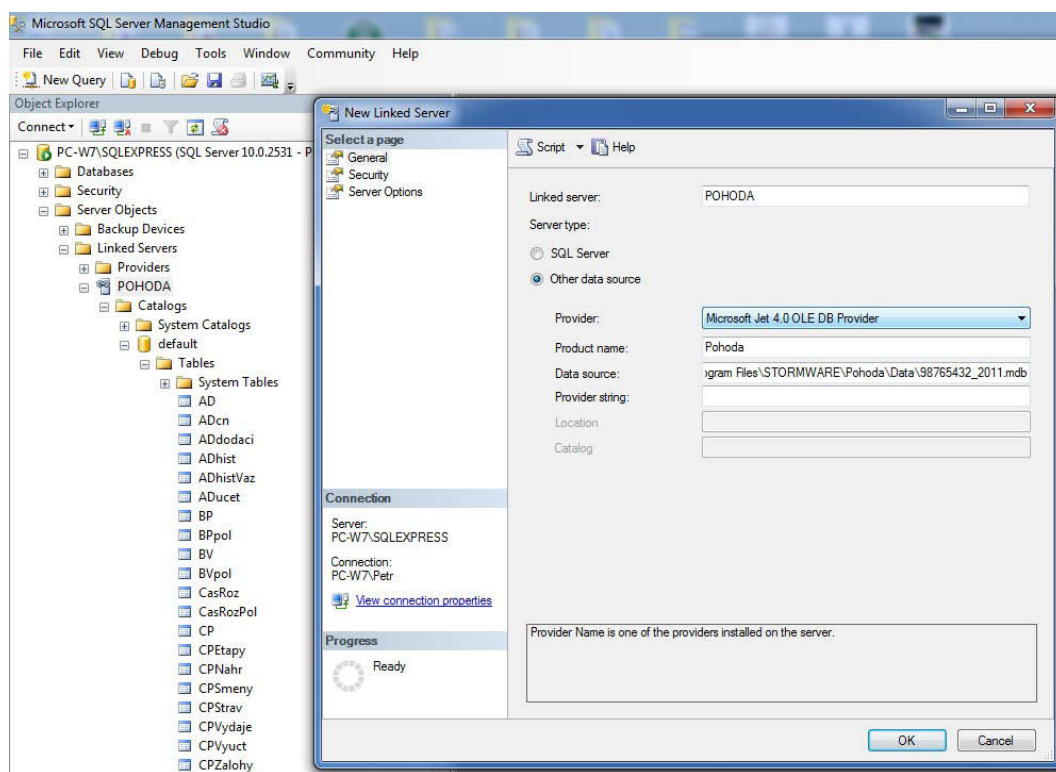 Microsoft SQL Server Management Studio
File Edit View Debug Tools Window Community Help
New Query
Object Explorer
Connect
PC-W7\SQLEXPRESS (SQL Server 10.0.2531 - P
Databases
Security
Server Objects
Backup Devices
Linked Servers
Providers
POHODA
Catalogs
System Catalogs
default
Tables
System Tables
AD
ADcn
ADdodaci
ADhist
ADhistVaz
ADucet
BP
BPpol
BV
BVpol
CasRoz
CasRozPol
CP
CPEtapy
CPNahr
CPSmeny
CPStrav
CPVydaje
CPVyuct
CPZalohy
New Linked Server
Select a page
General
Security
Server Options
Script Help
Linked server: POHODA
Server type:
SQL Server
Other data source
Provider: Microsoft Jet 4.0 OLE DB Provider
Product name: Pohoda
Data source: ogram Files\STORMWARE\Pohoda\Data\98765432_2011.mdb
Provider string:
Location
Catalog
Connection
Server:
PC-W7\SQLEXPRESS
Connection:
PC-W7\Petr
View connection properties
Progress
Ready
Provider Name is one of the providers installed on the server.
OK Cancel